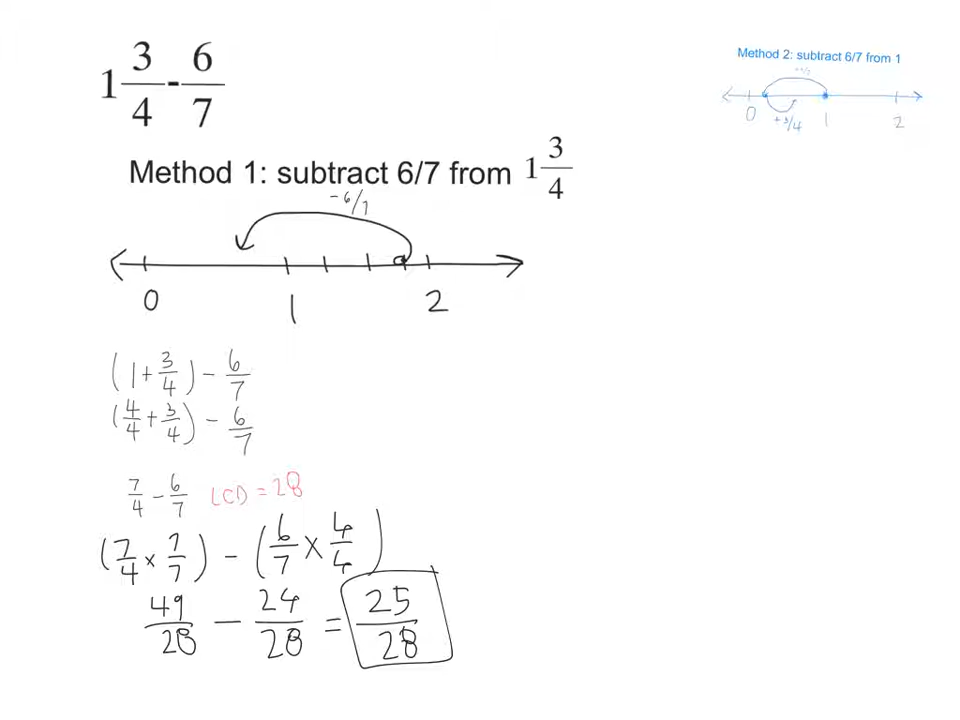 1 3/4 - 6/7
Method 1: subtract 6/7 from 1 3/4
-6/7
0 1 2
(1 + 3/4) - 6/7
(4/4 + 3/4) - 6/7
7/4 - 6/7 LCD = 28
(7/4 × 7/7) - (6/7 × 4/4)
49/28 - 24/28 = 25/28
Method 2: subtract 6/7 from 1
0 1 2
+3/4